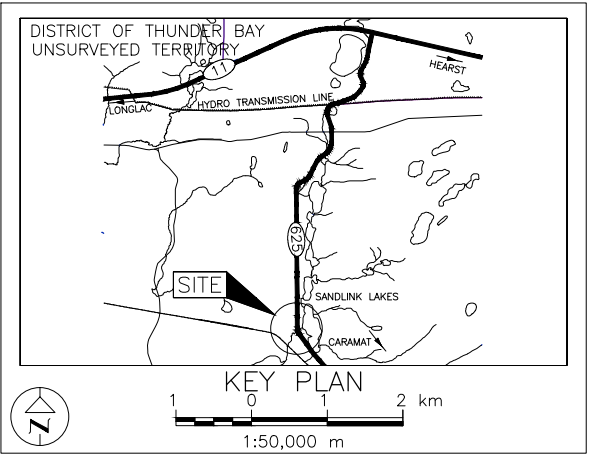 DISTRICT OF THUNDER BAY
UNSURVEYED TERRITORY
11
HEARST
LONGLAC
HYDRO TRANSMISSION LINE
625
SITE
SANDLINK LAKES
CARAMAT
KEY PLAN
1 0 1 2 km
1:50,000 m
N